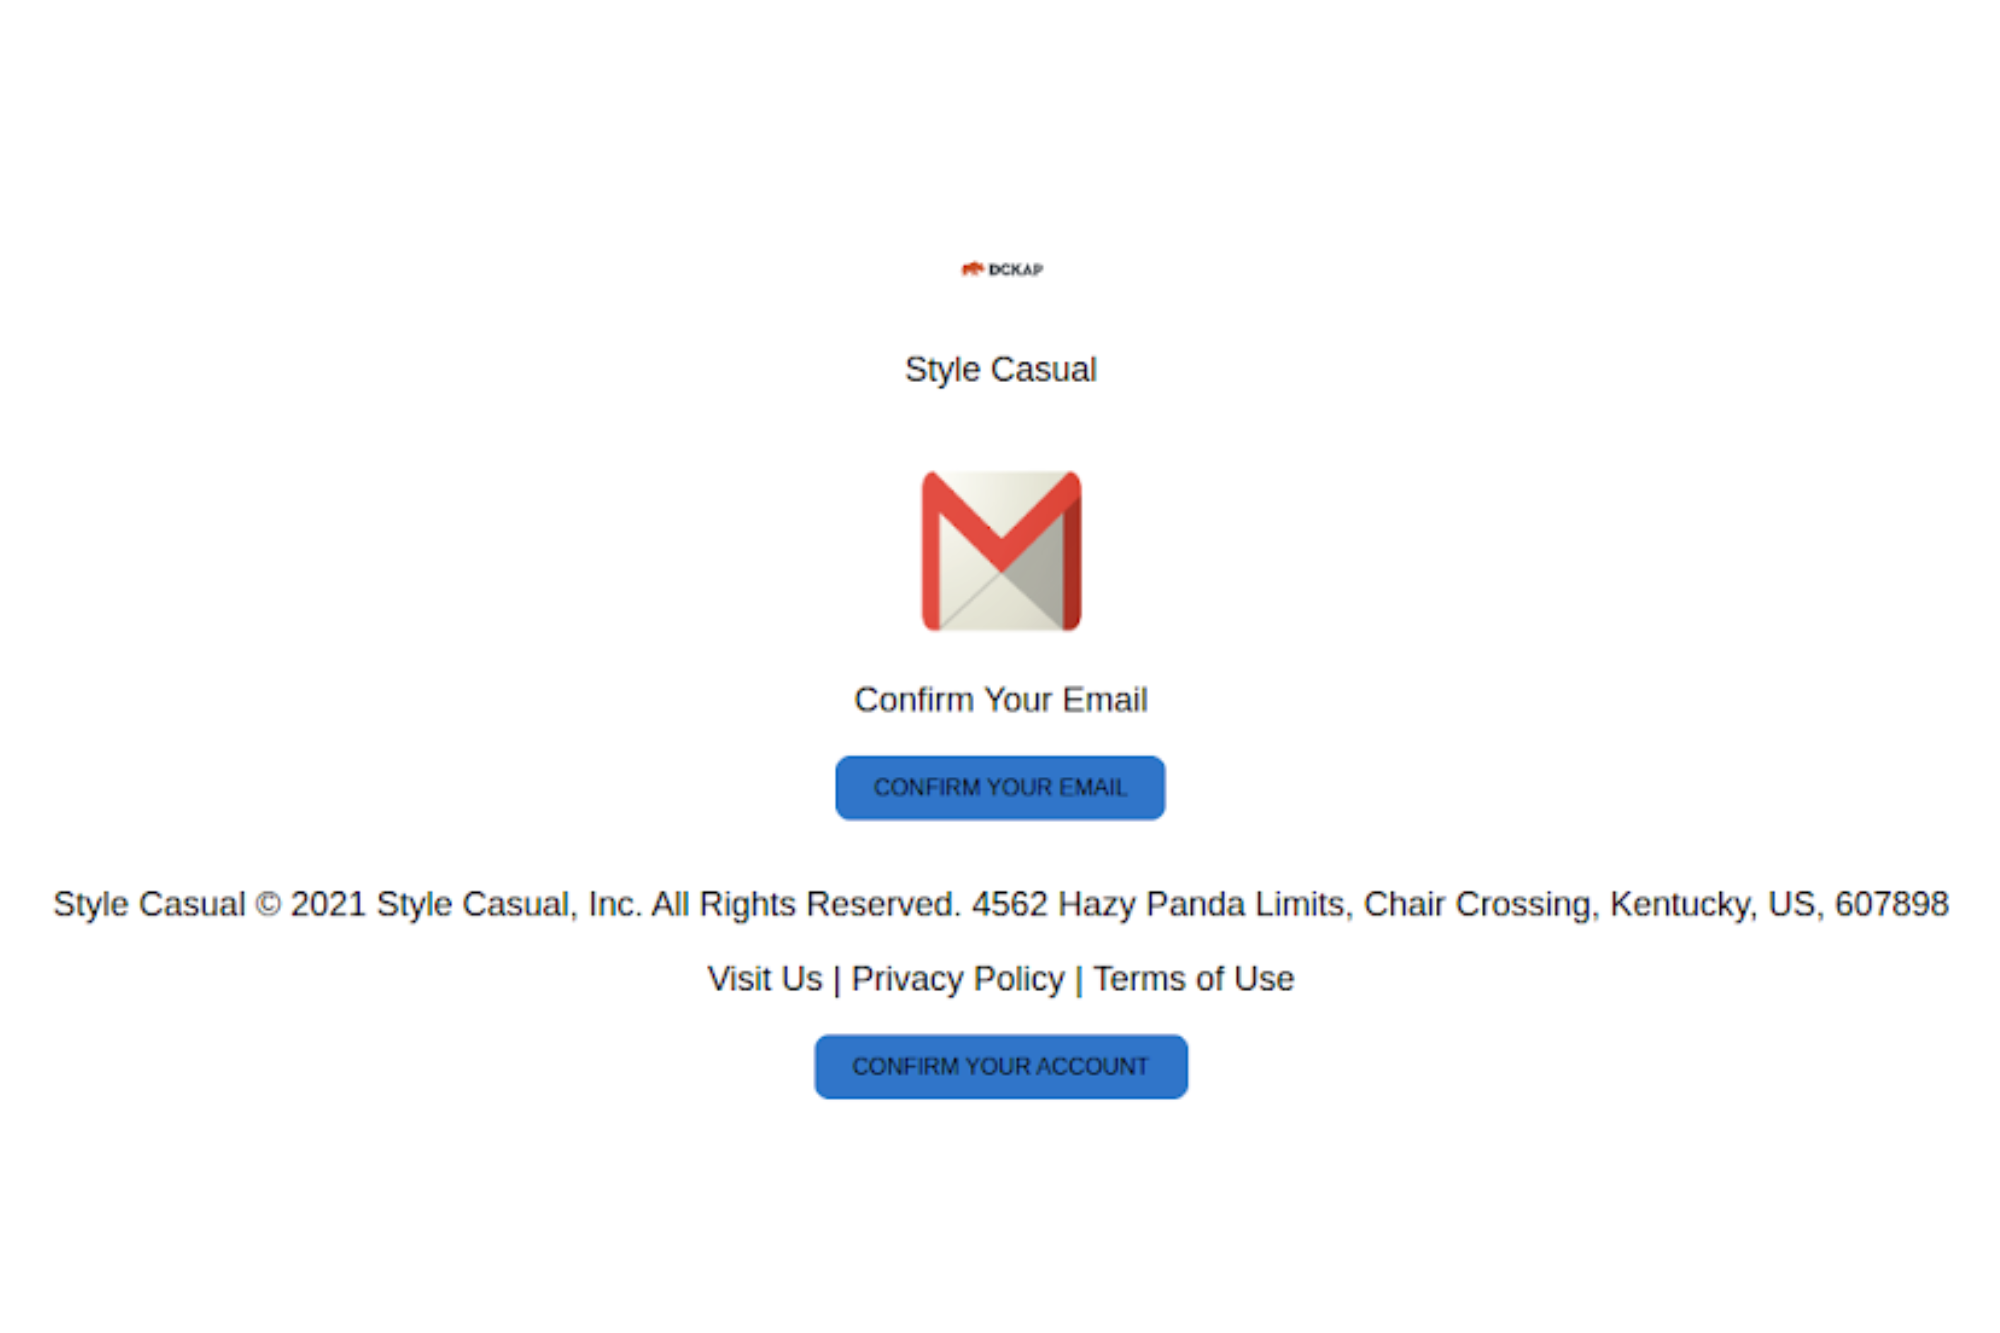 DCKAP
Style Casual
Confirm Your Email
CONFIRM YOUR EMAIL
Style Casual © 2021 Style Casual, Inc. All Rights Reserved. 4562 Hazy Panda Limits, Chair Crossing, Kentucky, US, 607898
Visit Us | Privacy Policy | Terms of Use
CONFIRM YOUR ACCOUNT